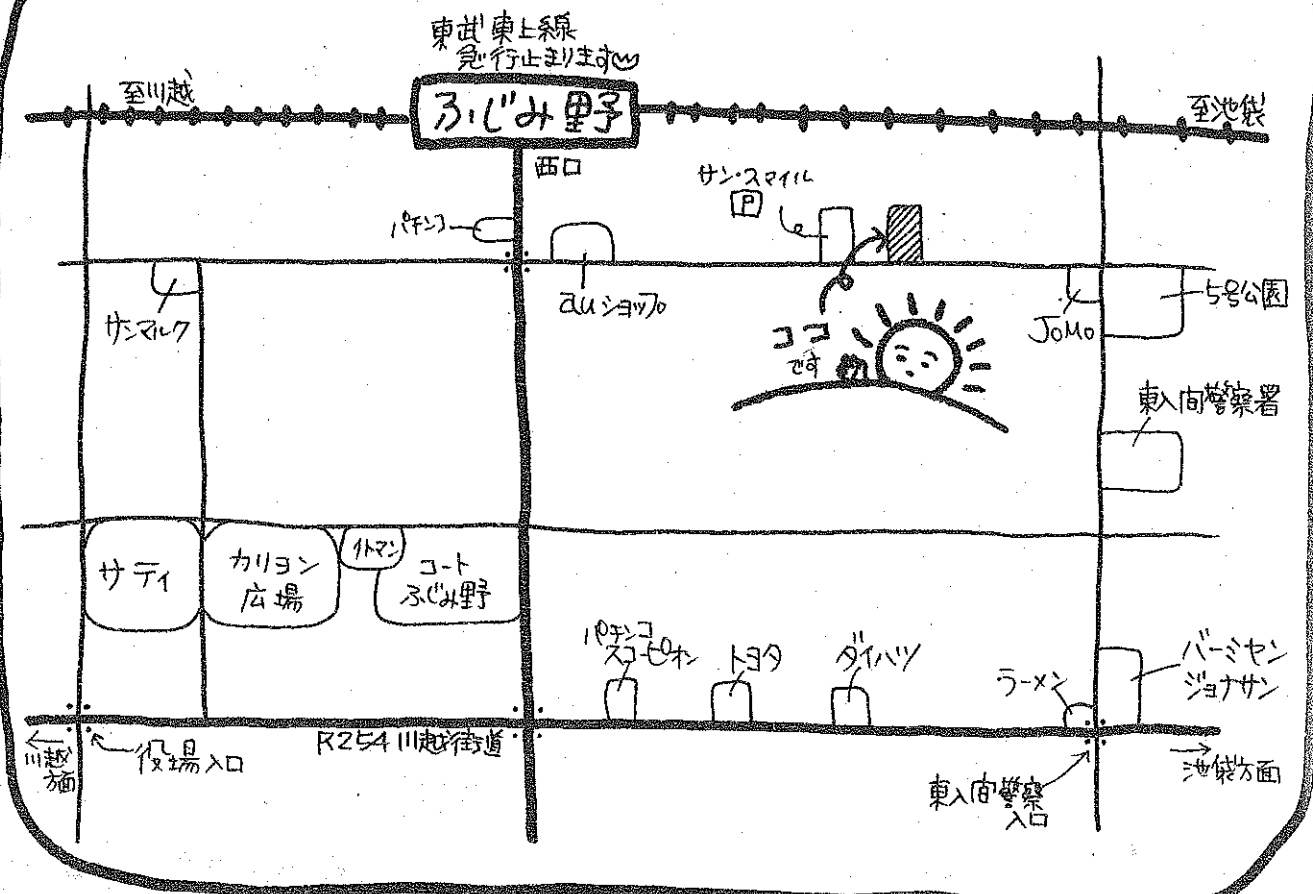 東武東上線
急行止まります
至川越
ふじみ野
至池袋
西口
サン・スマイル
P
パチンコ
auショップ
サンマルク
ココ
です
JOMO
5号公園
東入間警察署
サティ
カリヨン
広場
イトマン
コート
ふじみ野
パチンコ
スコーピオン
トヨタ
ダイハツ
ラーメン
バーミヤン
ジョナサン
川越
方面
役場入口
R254川越街道
東入間警察
入口
池袋方面